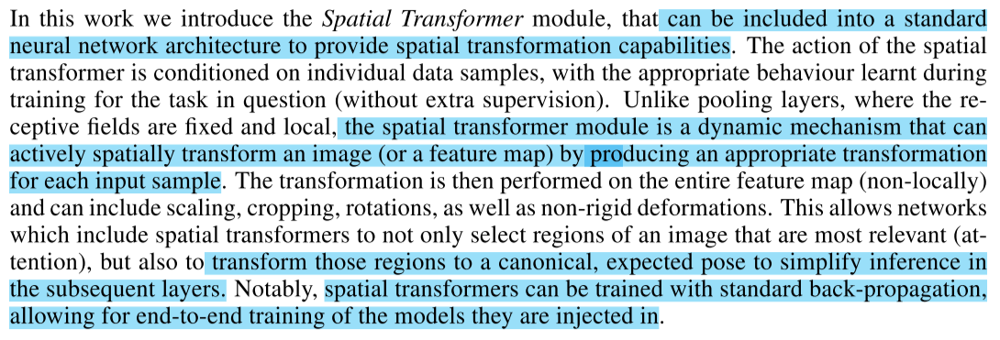 In this work we introduce the Spatial Transformer module, that can be included into a standard
neural network architecture to provide spatial transformation capabilities. The action of the spatial
transformer is conditioned on individual data samples, with the appropriate behaviour learnt during
training for the task in question (without extra supervision). Unlike pooling layers, where the re-
ceptive fields are fixed and local, the spatial transformer module is a dynamic mechanism that can
actively spatially transform an image (or a feature map) by producing an appropriate transformation
for each input sample. The transformation is then performed on the entire feature map (non-locally)
and can include scaling, cropping, rotations, as well as non-rigid deformations. This allows networks
which include spatial transformers to not only select regions of an image that are most relevant (at-
tention), but also to transform those regions to a canonical, expected pose to simplify inference in
the subsequent layers. Notably, spatial transformers can be trained with standard back-propagation,
allowing for end-to-end training of the models they are injected in.